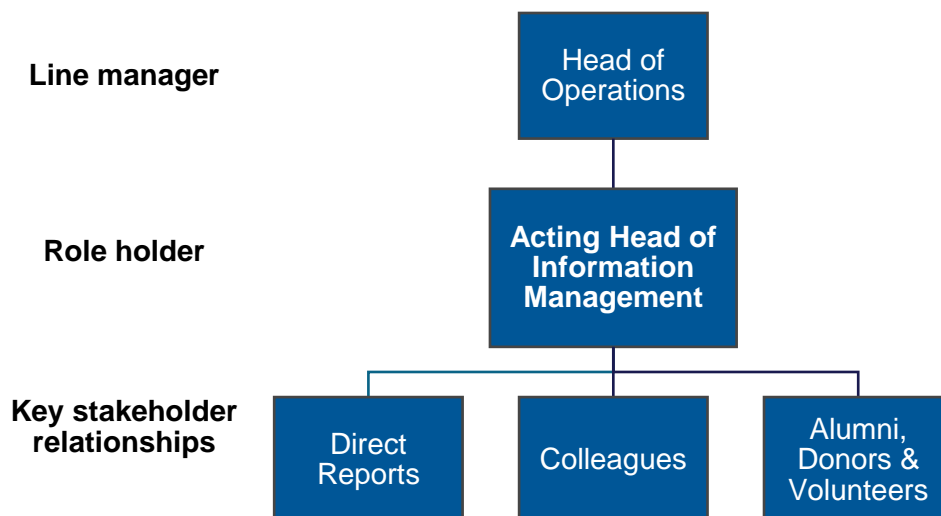 Line manager
Head of
Operations
Role holder
Acting Head of
Information
Management
Key stakeholder
relationships
Direct
Reports
Colleagues
Alumni,
Donors &
Volunteers